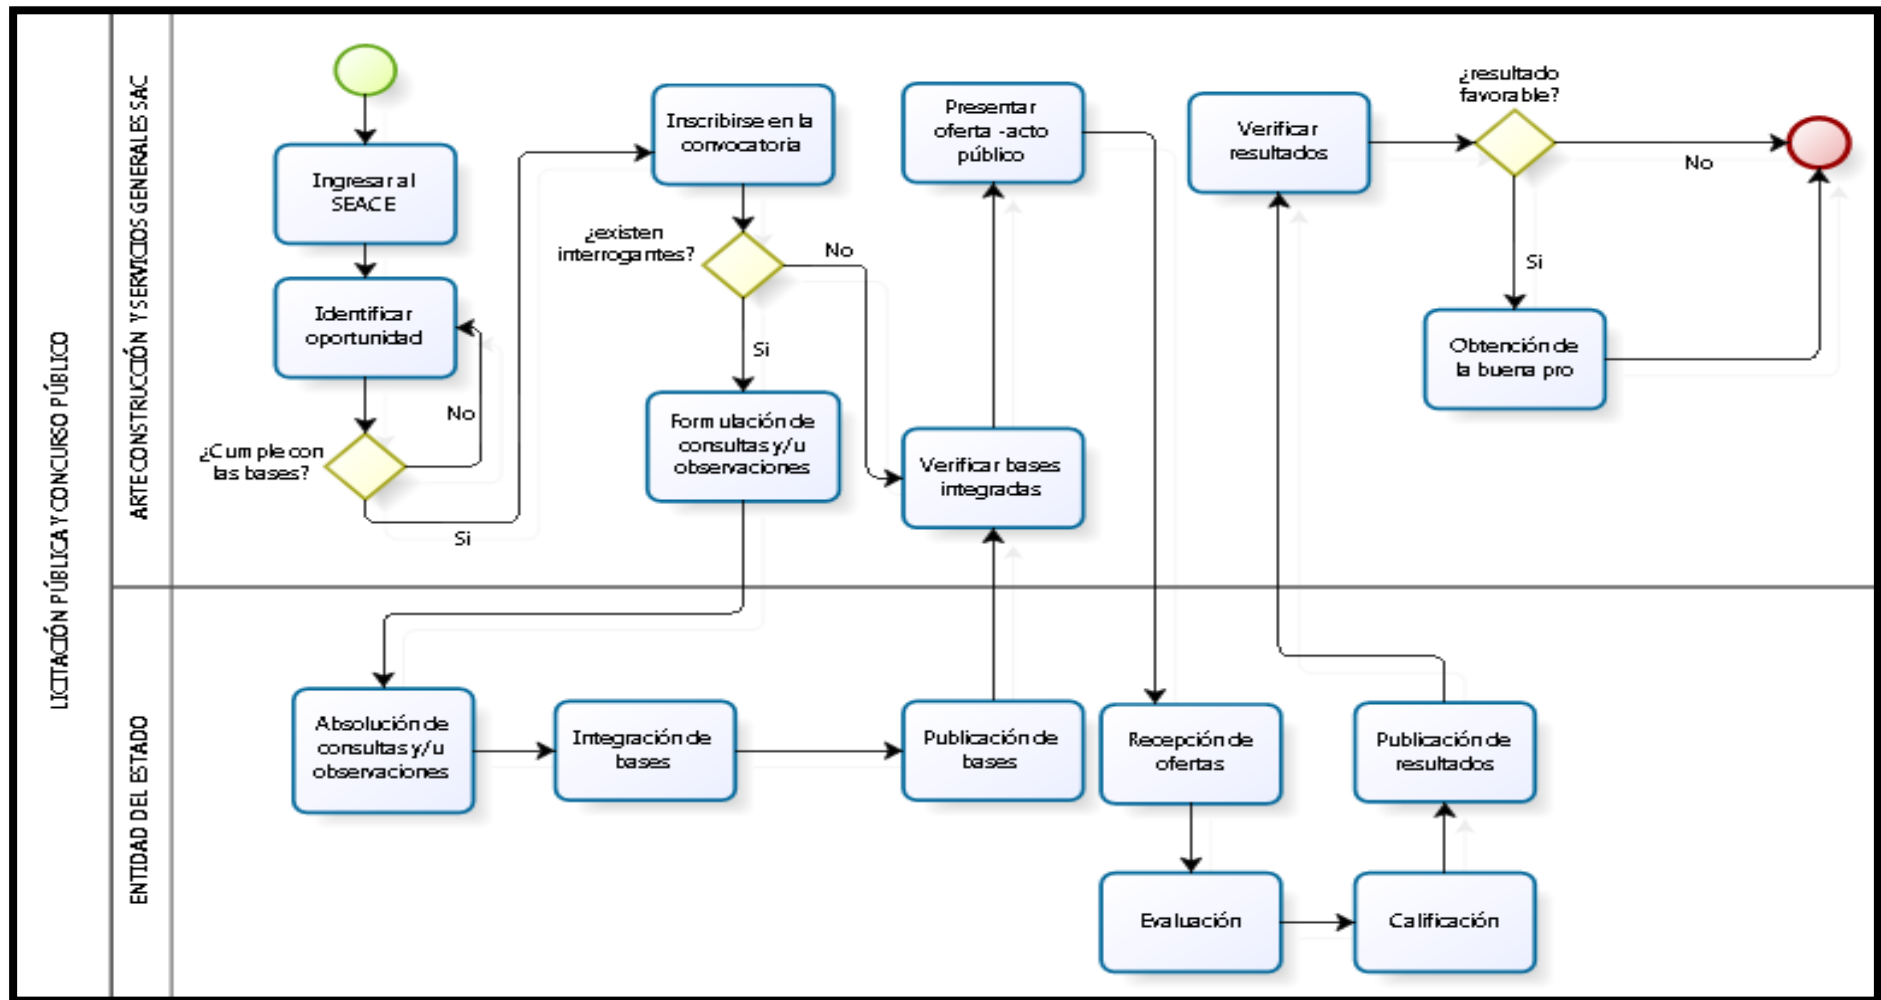 LICITACIÓN PÚBLICA Y CONCURSO PÚBLICO
ARTE CONSTRUCCIÓN Y SERVICIOS GENERALES SAC
Ingresar al
SEACE
Identificar
oportunidad
No
¿Cumple con
las bases?
Si
Inscribirse en la
convocatoria
¿existen
interrogantes?
No
Si
Formulación de
consultas y/u
observaciones
Presentar
oferta -acto
público
Verificar bases
integradas
Verificar
resultados
¿resultado
favorable?
No
Si
Obtención de
la buena pro
ENTIDAD DEL ESTADO
Absolución de
consultas y/u
observaciones
Integración de
bases
Publicación de
bases
Recepción de
ofertas
Publicación de
resultados
Evaluación
Calificación